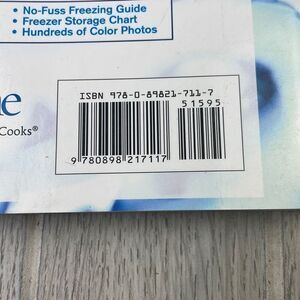 • No-Fuss Freezing Guide
• Freezer Storage Chart
• Hundreds of Color Photos
ne
Cooks®
ISBN 978-0-89821-711-7
51595
9 780898 217117